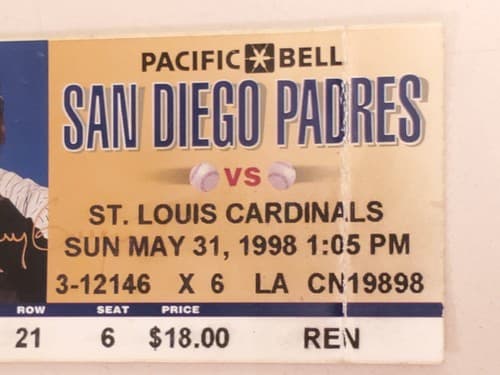 PACIFIC BELL
SAN DIEGO PADRES
VS
ST. LOUIS CARDINALS
SUN MAY 31, 1998 1:05 PM
3-12146 X 6 LA CN19898
ROW SEAT PRICE
21 6 $18.00 REN